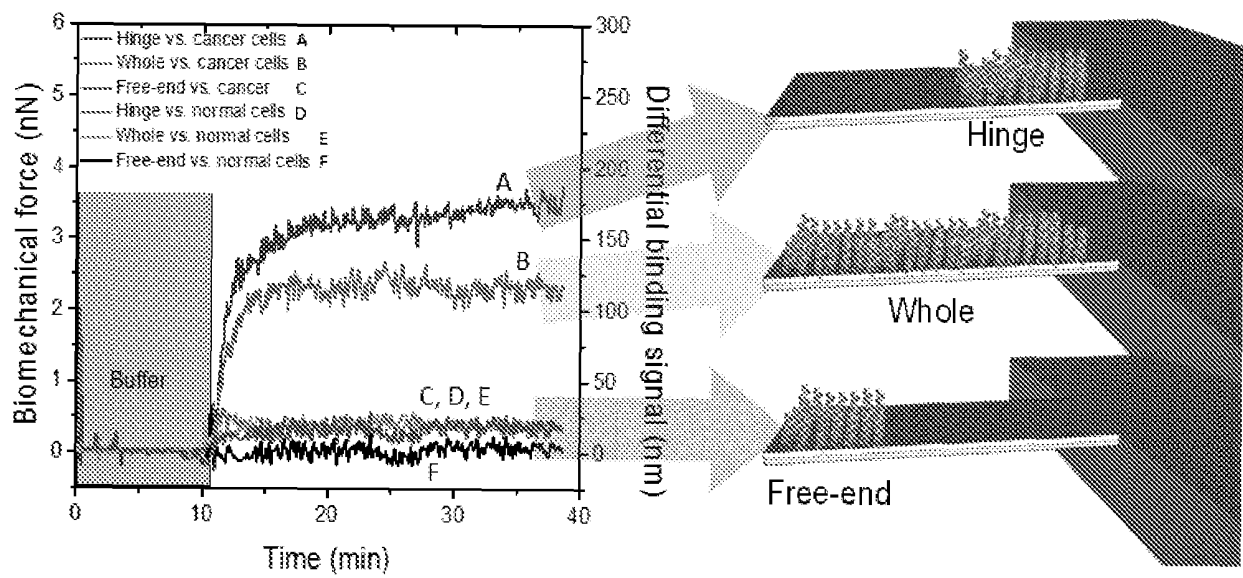 Biomechanical force (nN)
6
5
4
3
2
1
0
Hinge vs. cancer cells A
Whole vs. cancer cells B
Free-end vs. cancer C
Hinge vs. normal cells D
Whole vs. normal cells E
Free-end vs. normal cells F
Buffer
A
B
C, D, E
F
0
10
20
30
40
Time (min)
300
250
200
150
100
50
0
Differential binding signal (nm)
Hinge
Whole
Free-end